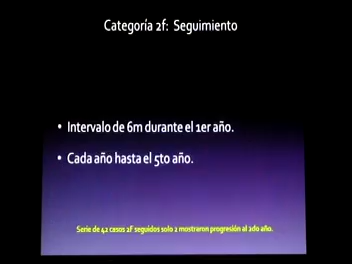 Categoría 2f: Seguimiento
• Intervalo de 6m durante el 1er año.
• Cada año hasta el 5to año.
Serie de 42 casos 2F seguidos solo 2 mostraron progresión al 2do año.